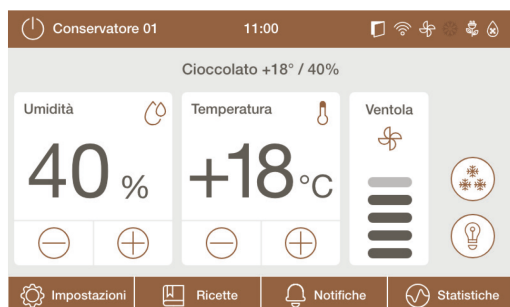 Conservatore 01
11:00
Cioccolato +18° / 40%
Umidità
Temperatura
Ventola
40 %
+18 °C
Impostazioni
Ricette
Notifiche
Statistiche